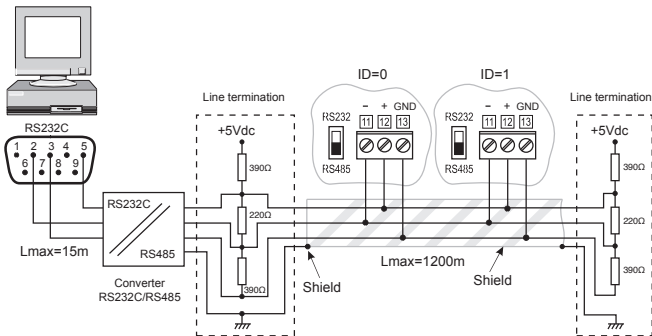 ID=0
ID=1
Line termination
RS232
– + GND
11 12 13
RS485
RS232
– + GND
11 12 13
RS485
Line termination
RS232C
1 2 3 4 5
6 7 8 9
+5Vdc
390Ω
220Ω
390Ω
+5Vdc
390Ω
220Ω
390Ω
RS232C
RS485
Lmax=15m
Converter
RS232C/RS485
Shield
Lmax=1200m
Shield